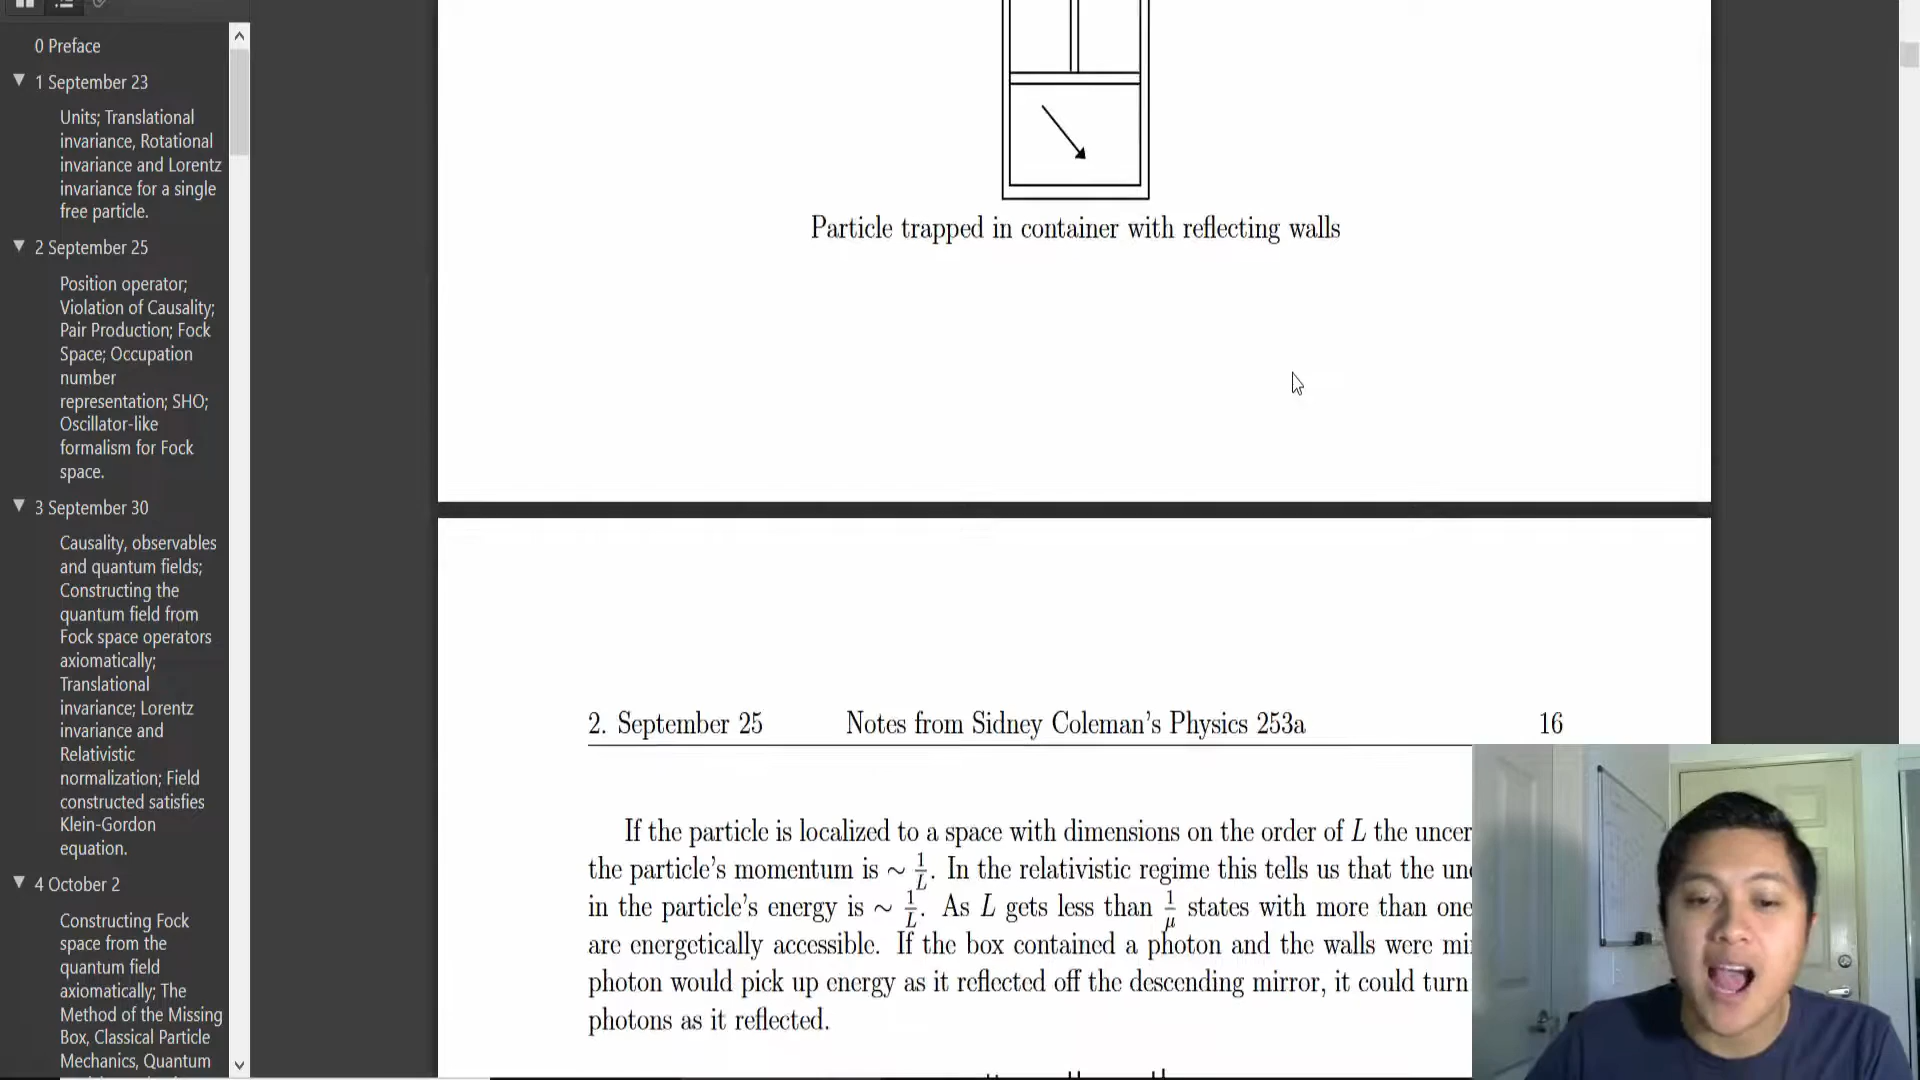 0 Preface
1 September 23
Units; Translational
invariance, Rotational
invariance and Lorentz
invariance for a single
free particle.
2 September 25
Position operator;
Violation of Causality;
Pair Production; Fock
Space; Occupation
number
representation; SHO;
Oscillator-like
formalism for Fock
space.
3 September 30
Causality, observables
and quantum fields;
Constructing the
quantum field from
Fock space operators
axiomatically;
Translational
invariance; Lorentz
invariance and
Relativistic
normalization; Field
constructed satisfies
Klein-Gordon
equation.
4 October 2
Constructing Fock
space from the
quantum field
axiomatically; The
Method of the Missing
Box, Classical Particle
Mechanics, Quantum
Particle trapped in container with reflecting walls
2. September 25 Notes from Sidney Coleman's Physics 253a 16
If the particle is localized to a space with dimensions on the order of L the uncer
the particle's momentum is ∼ 1/L. In the relativistic regime this tells us that the unc
in the particle's energy is ∼ 1/L. As L gets less than 1/μ states with more than one
are energetically accessible. If the box contained a photon and the walls were mi
photon would pick up energy as it reflected off the descending mirror, it could turn
photons as it reflected.